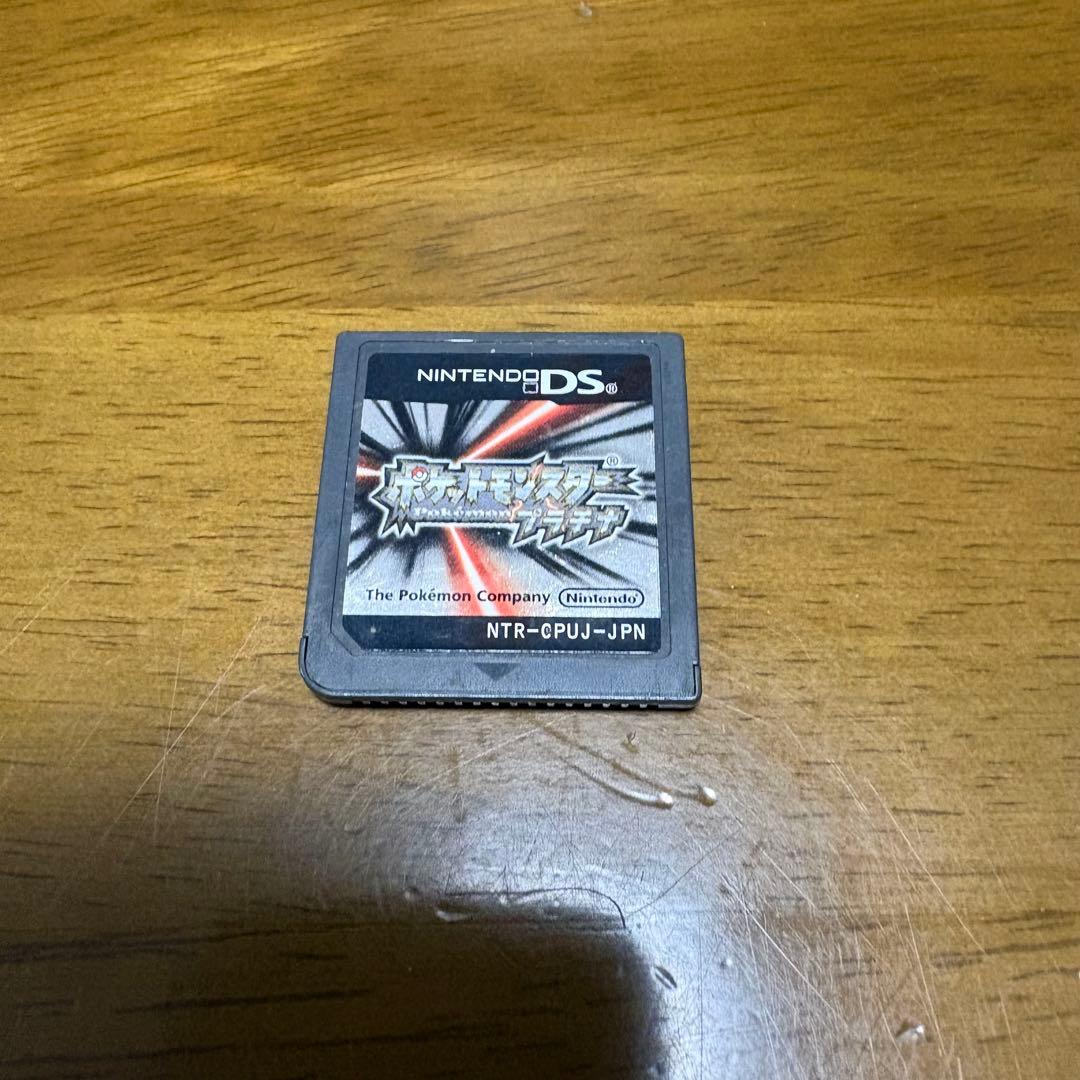 NINTENDO DS®
ポケットモンスター®
Pokémon プラチナ
The Pokémon Company Nintendo®
NTR-CPUJ-JPN